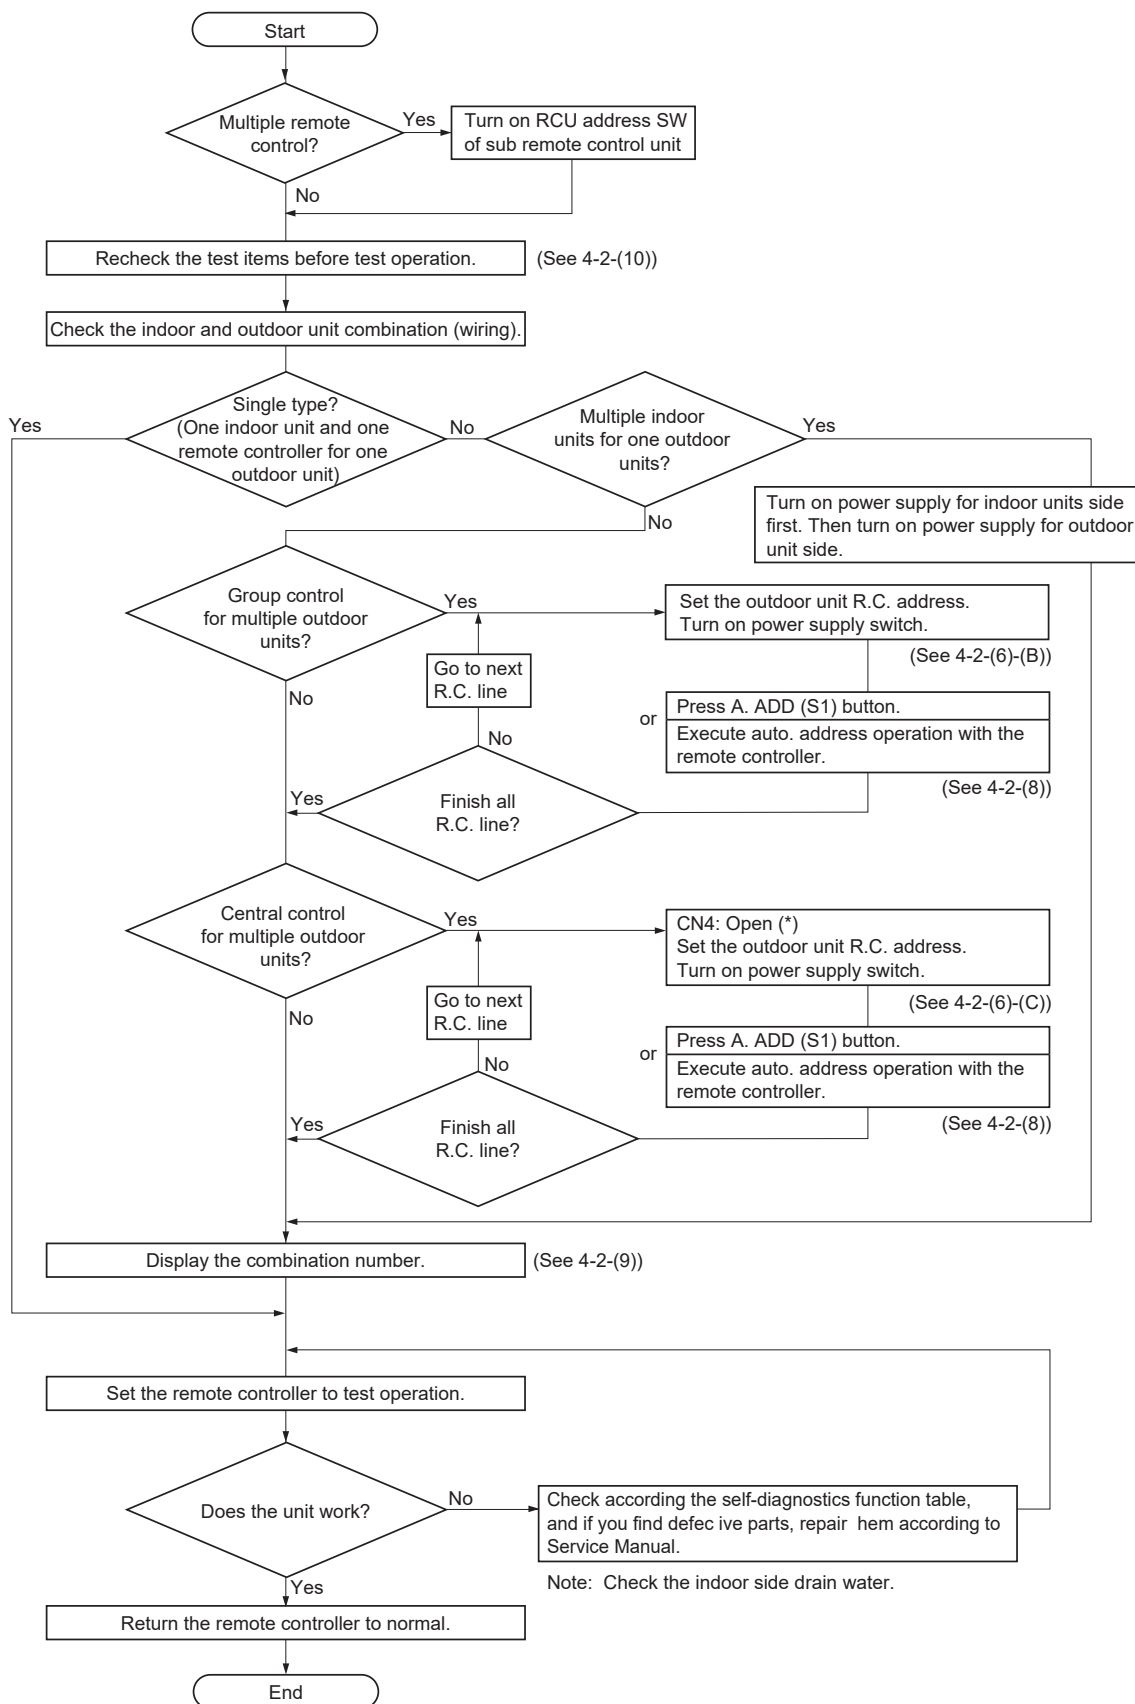 Start
Multiple remote
control?
Yes
Turn on RCU address SW
of sub remote control unit
No
Recheck the test items before test operation.
(See 4-2-(10))
Check the indoor and outdoor unit combination (wiring).
Yes
Single type?
(One indoor unit and one
remote controller for one
outdoor unit)
No
Multiple indoor
units for one outdoor
units?
Yes
Turn on power supply for indoor units side
first. Then turn on power supply for outdoor
unit side.
No
Group control
for multiple outdoor
units?
Yes
Set the outdoor unit R.C. address.
Turn on power supply switch.
(See 4-2-(6)-(B))
Go to next
R.C. line
No
or
Press A. ADD (S1) button.
Execute auto. address operation with the
remote controller.
(See 4-2-(8))
No
Yes
Finish all
R.C. line?
Central control
for multiple outdoor
units?
Yes
CN4: Open (*)
Set the outdoor unit R.C. address.
Turn on power supply switch.
(See 4-2-(6)-(C))
Go to next
R.C. line
No
or
Press A. ADD (S1) button.
Execute auto. address operation with the
remote controller.
(See 4-2-(8))
No
Yes
Finish all
R.C. line?
Display the combination number.
(See 4-2-(9))
Set the remote controller to test operation.
Does the unit work?
No
Check according the self-diagnostics function table,
and if you find defec ive parts, repair  hem according to
Service Manual.
Note:  Check the indoor side drain water.
Yes
Return the remote controller to normal.
End